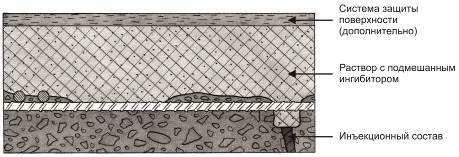 Система защиты
поверхности
(дополнительно)
Раствор с подмешанным
ингибитором
Инъекционный состав